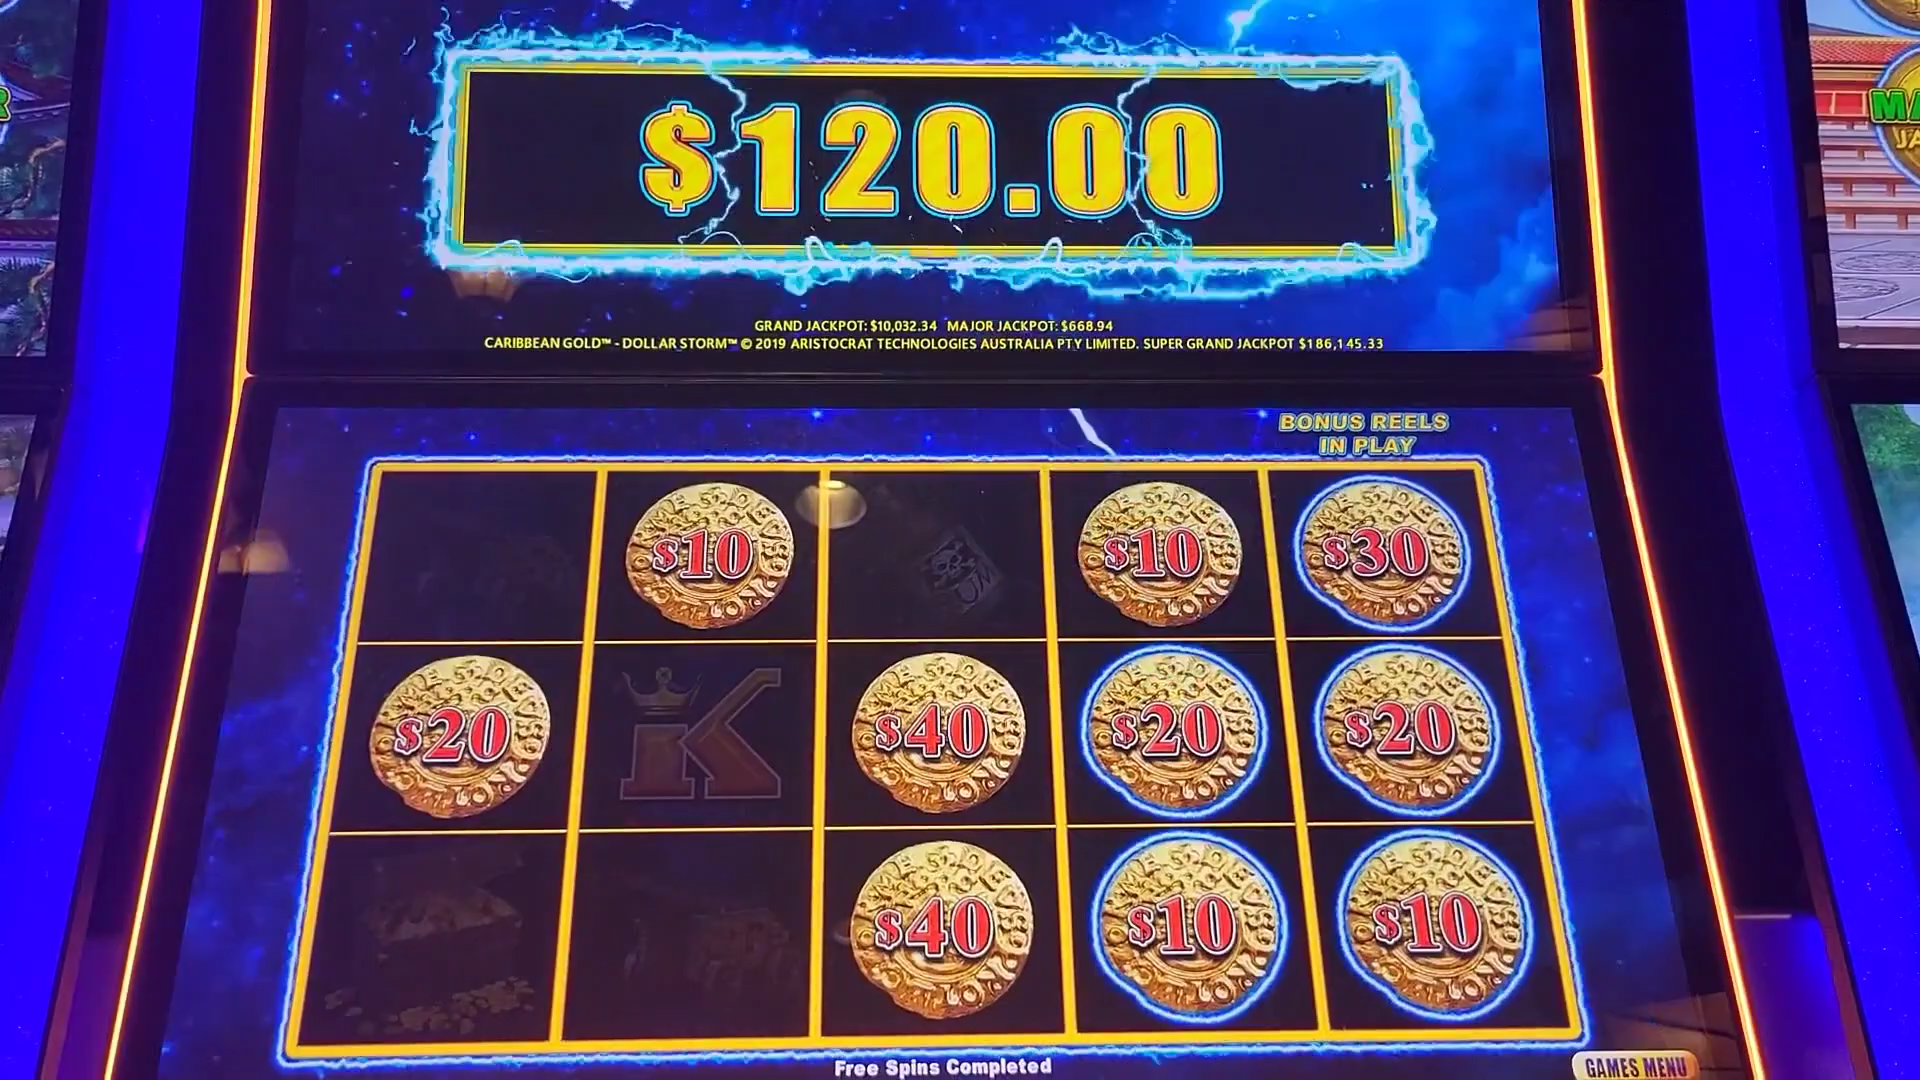 $120.00
GRAND JACKPOT: $10,032.34 MAJOR JACKPOT: $668.94
CARIBBEAN GOLD™ - DOLLAR STORM™ © 2019 ARISTOCRAT TECHNOLOGIES AUSTRALIA PTY LIMITED. SUPER GRAND JACKPOT $186,145.33
BONUS REELS
IN PLAY
$10 $10 $30
$20 K $40 $20 $20
$40 $10 $10
Free Spins Completed
GAMES MENU